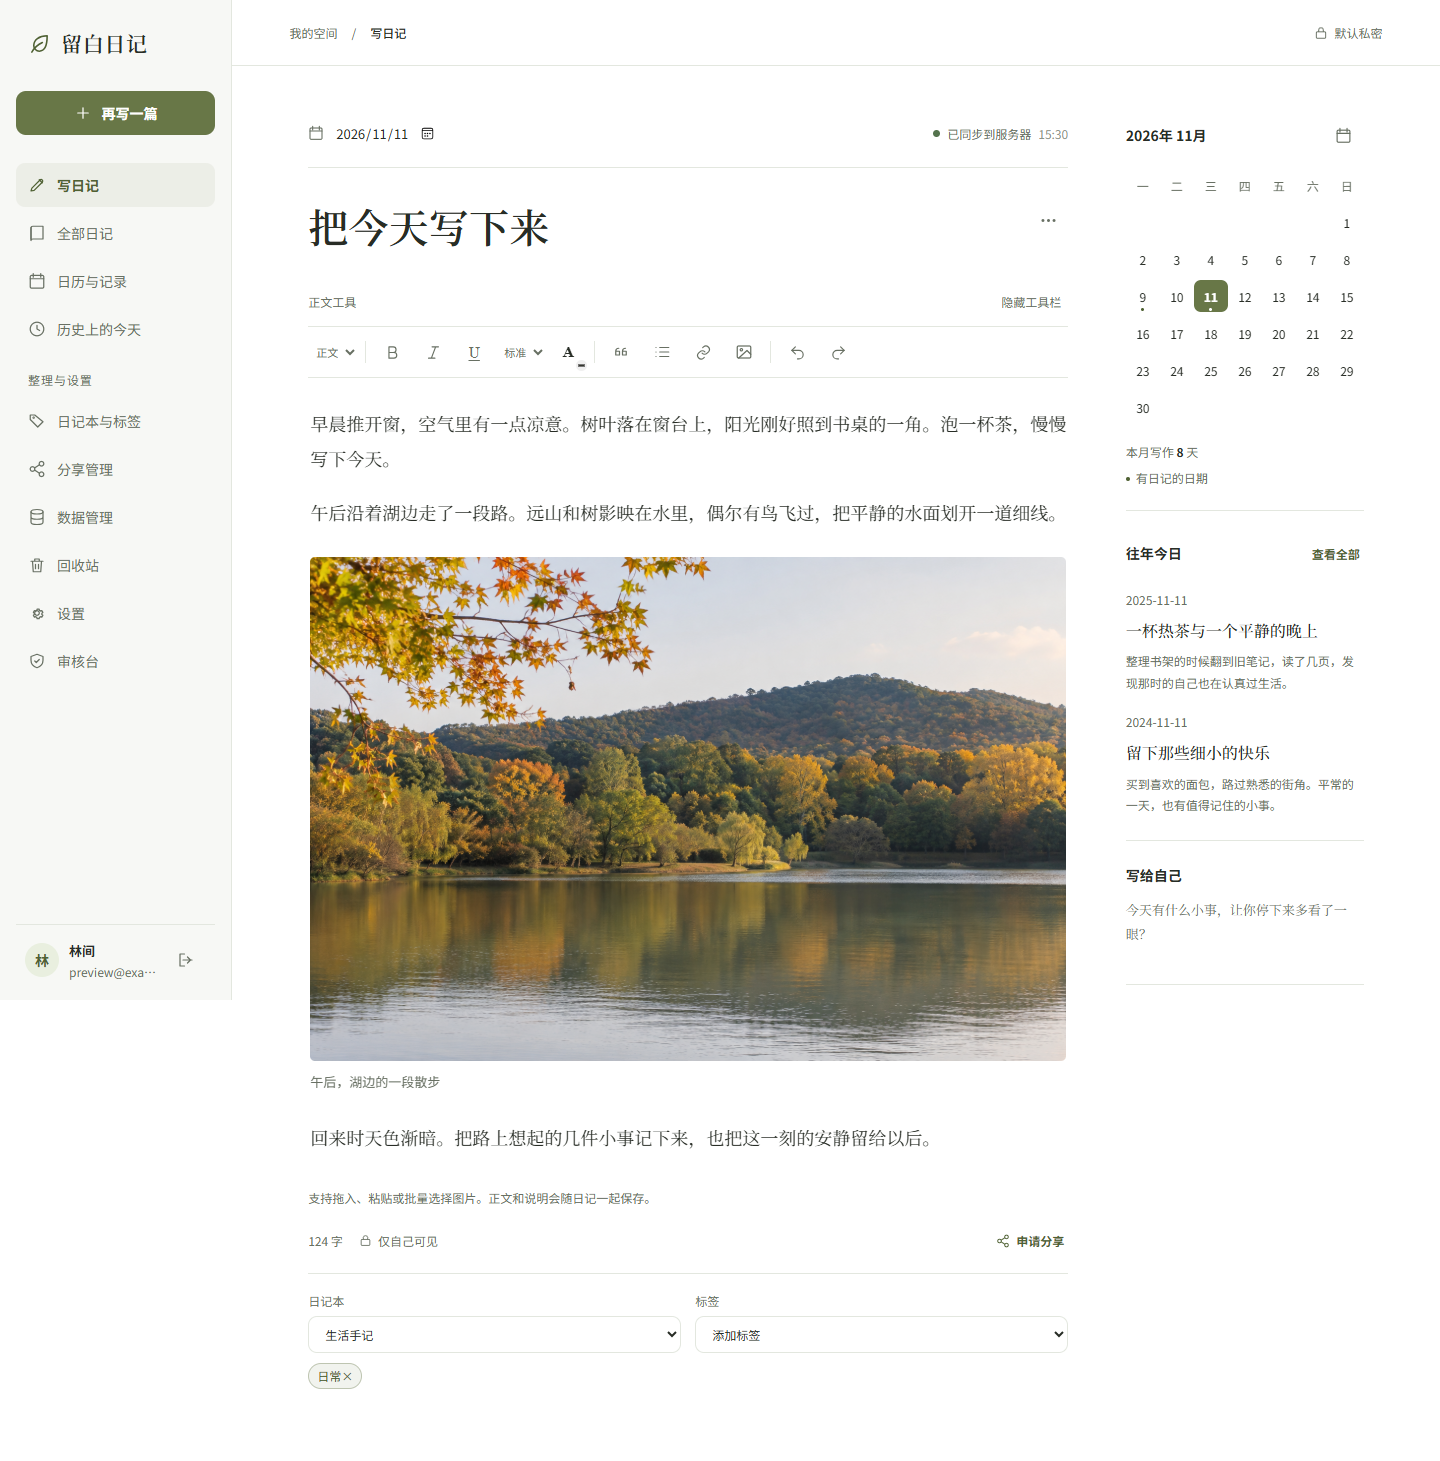 留白日记
再写一篇
写日记
全部日记
日历与记录
历史上的今天
整理与设置
日记本与标签
分享管理
数据管理
回收站
设置
审核台
林
林间
preview@exa···
我的空间 / 写日记
默认私密
2026/11/11
已同步到服务器 15:30
把今天写下来
正文工具
隐藏工具栏
正文 B I U 标准 A
早晨推开窗，空气里有一点凉意。树叶落在窗台上，阳光刚好照到书桌的一角。泡一杯茶，慢慢
写下今天。
午后沿着湖边走了一段路。远山和树影映在水里，偶尔有鸟飞过，把平静的水面划开一道细线。
午后，湖边的一段散步
回来时天色渐暗。把路上想起的几件小事记下来，也把这一刻的安静留给以后。
支持拖入、粘贴或批量选择图片。正文和说明会随日记一起保存。
124 字
仅自己可见
申请分享
日记本
生活手记
标签
添加标签
日常×
2026年 11月
一 二 三 四 五 六 日
1
2 3 4 5 6 7 8
9 10 11 12 13 14 15
16 17 18 19 20 21 22
23 24 25 26 27 28 29
30
本月写作 8 天
有日记的日期
往年今日
查看全部
2025-11-11
一杯热茶与一个平静的晚上
整理书架的时候翻到旧笔记，读了几页，发
现那时的自己也在认真过生活。
2024-11-11
留下那些细小的快乐
买到喜欢的面包，路过熟悉的街角。平常的
一天，也有值得记住的小事。
写给自己
今天有什么小事，让你停下来多看了一
眼？